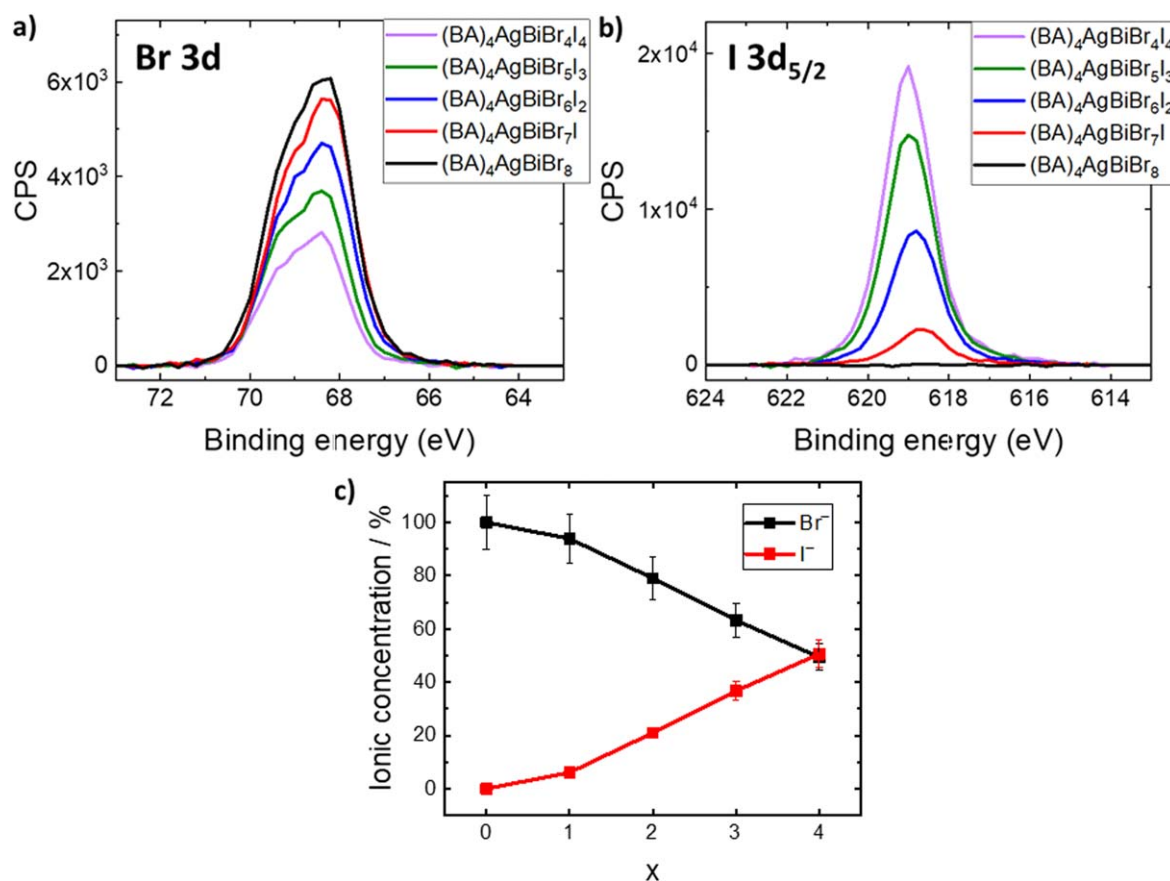 a)
Br 3d
(BA)₄AgBiBr₄I₄
(BA)₄AgBiBr₅I₃
(BA)₄AgBiBr₆I₂
(BA)₄AgBiBr₇I
(BA)₄AgBiBr₈
6x10³
4x10³
2x10³
0
CPS
72 70 68 66 64
Binding energy (eV)
b)
I 3d₅/₂
(BA)₄AgBiBr₄I₄
(BA)₄AgBiBr₅I₃
(BA)₄AgBiBr₆I₂
(BA)₄AgBiBr₇I
(BA)₄AgBiBr₈
2x10⁴
1x10⁴
0
CPS
624 622 620 618 616 614
Binding energy (eV)
c)
Br⁻
I⁻
100
80
60
40
20
0
Ionic concentration / %
0 1 2 3 4
x